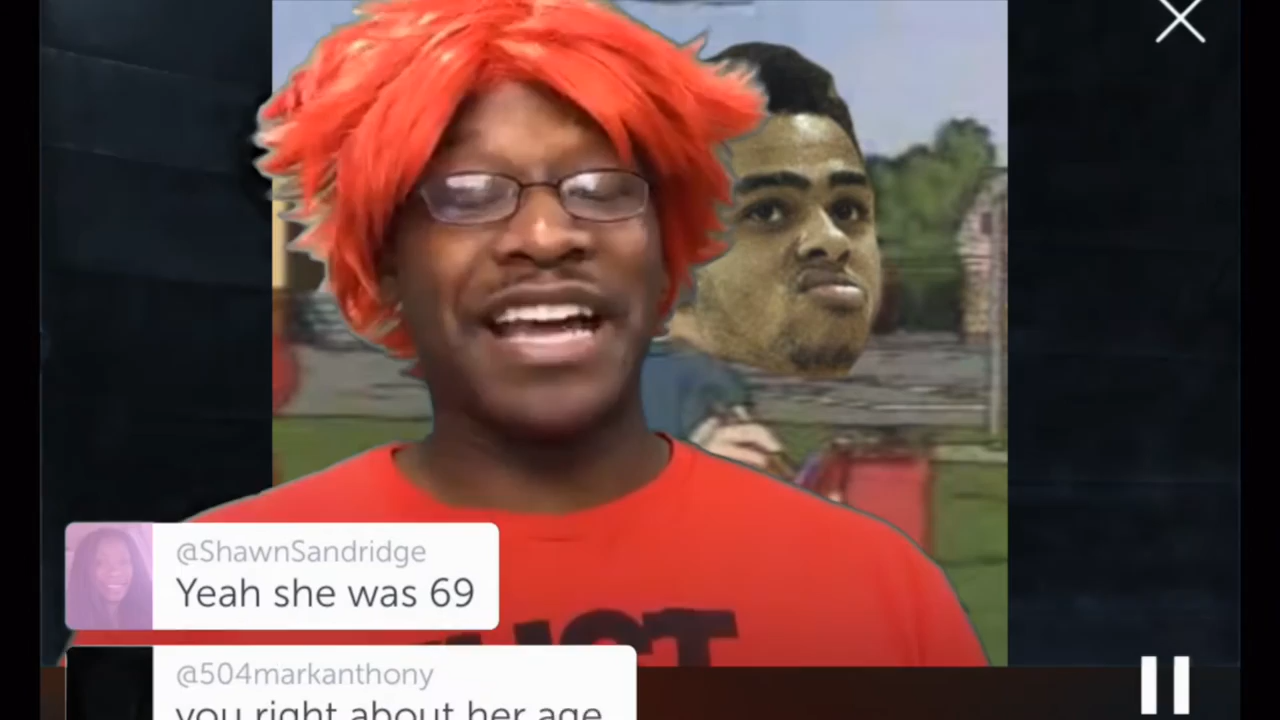 @ShawnSandridge
Yeah she was 69
@504markanthony
you right about her age